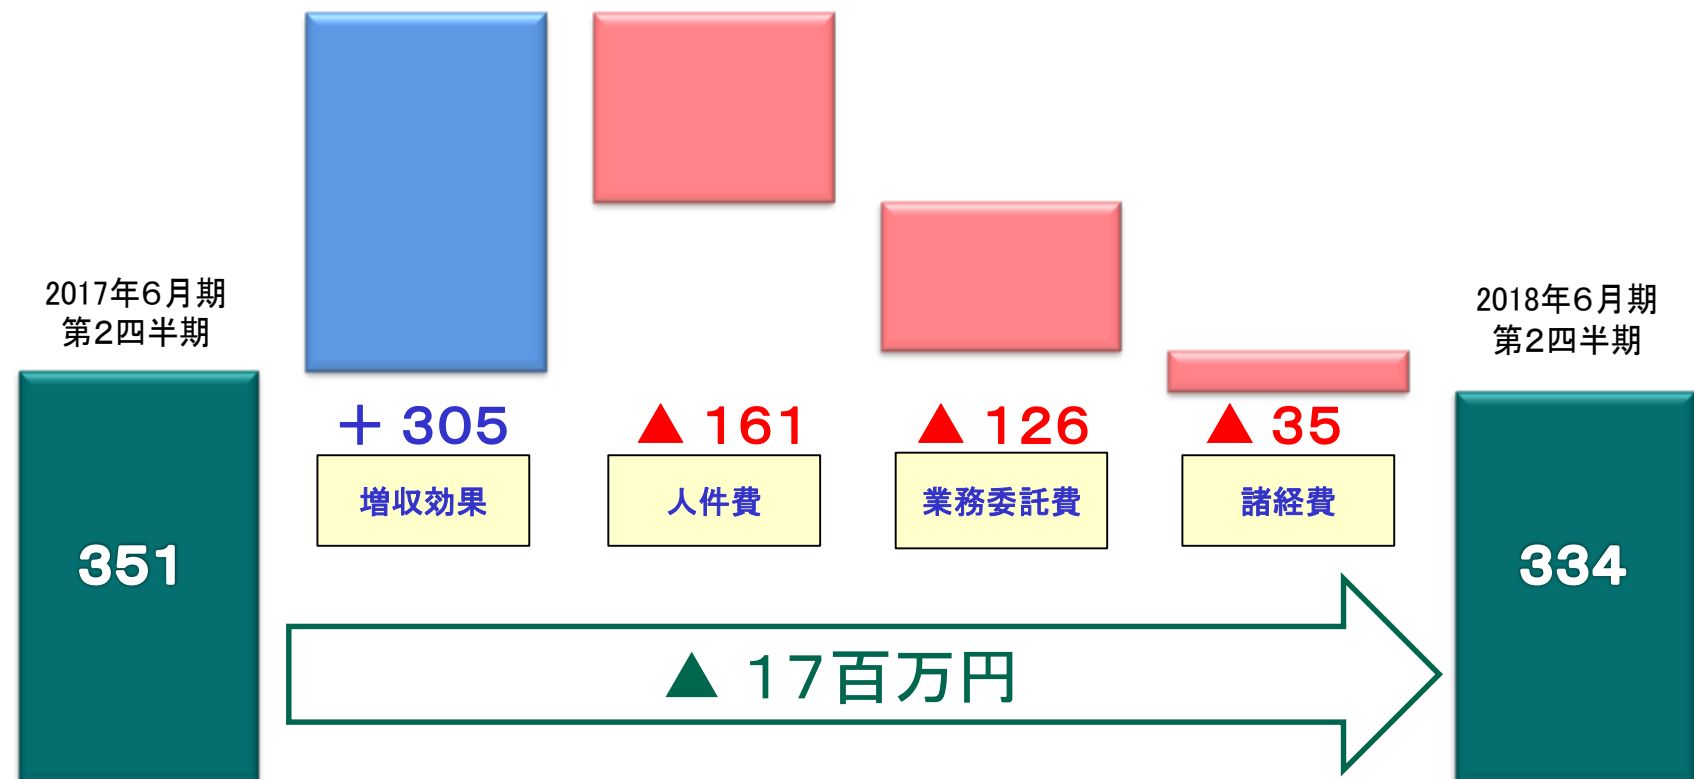 2017年6月期
第2四半期
351
＋ 305
増収効果
▲ 161
人件費
▲ 126
業務委託費
▲ 35
諸経費
2018年6月期
第2四半期
334
▲ 17百万円